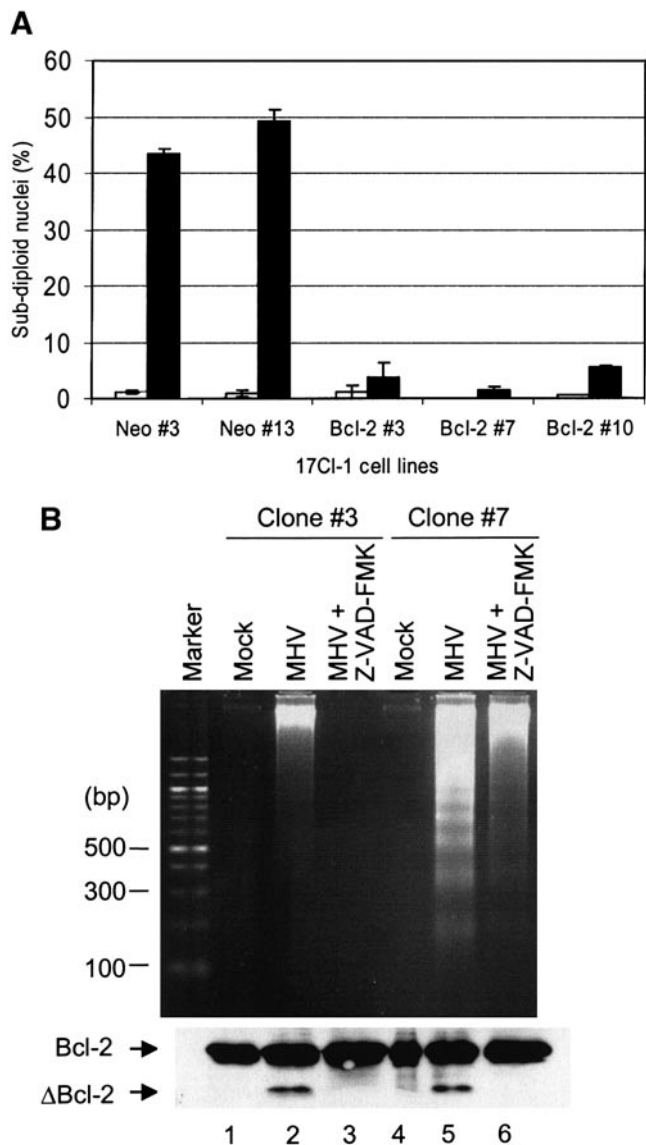 A
60
50
40
30
20
10
0
Sub-diploid nuclei (%)
Neo #3 Neo #13 Bcl-2 #3 Bcl-2 #7 Bcl-2 #10
17Cl-1 cell lines
B
Clone #3 Clone #7
Marker
Mock
MHV
MHV +
Z-VAD-FMK
Mock
MHV
MHV +
Z-VAD-FMK
(bp)
500
300
100
Bcl-2
ΔBcl-2
1 2 3 4 5 6